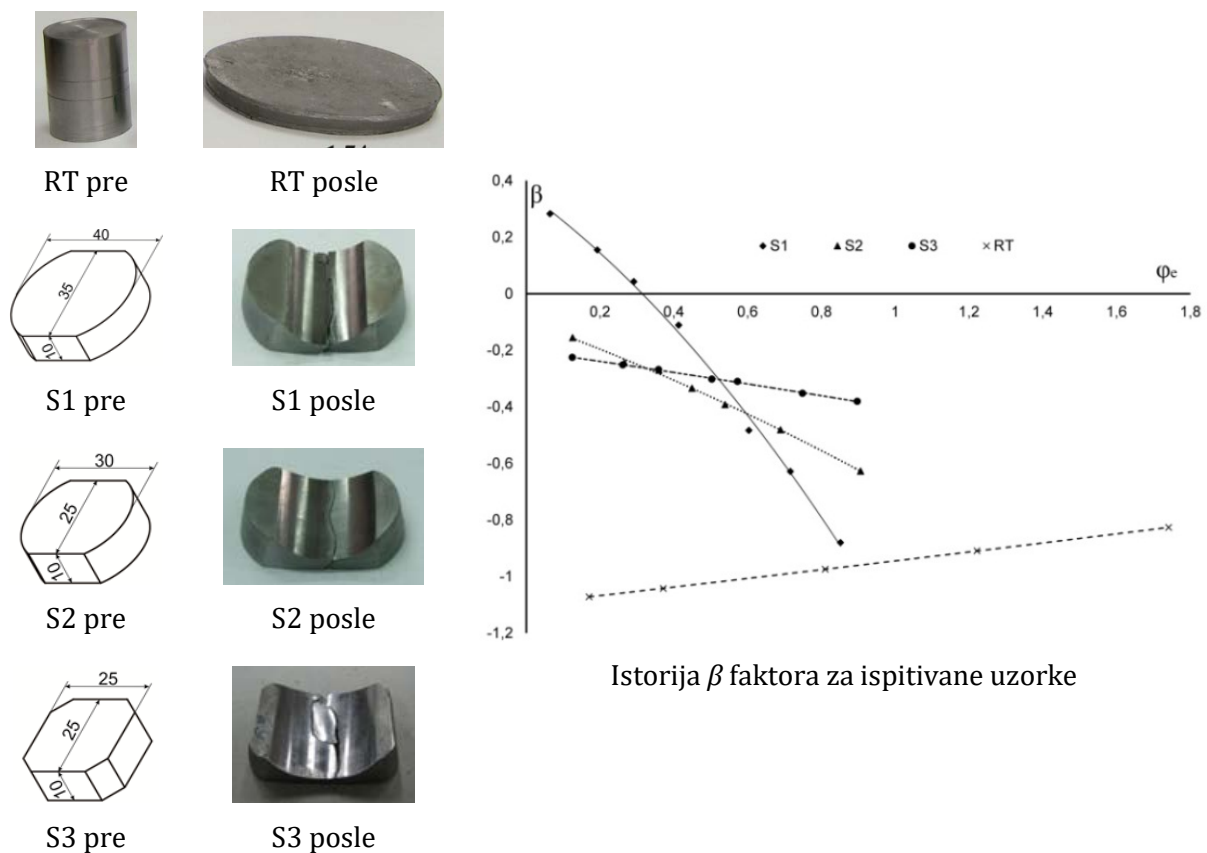 RT pre
RT posle
40
35
10
S1 pre
S1 posle
30
25
10
S2 pre
S2 posle
25
25
10
S3 pre
S3 posle
0,4
0,2
0
-0,2
-0,4
-0,6
-0,8
-1
-1,2
β
S1 S2 S3 RT
φe
0,2 0,4 0,6 0,8 1 1,2 1,4 1,6 1,8
Istorija β faktora za ispitivane uzorke